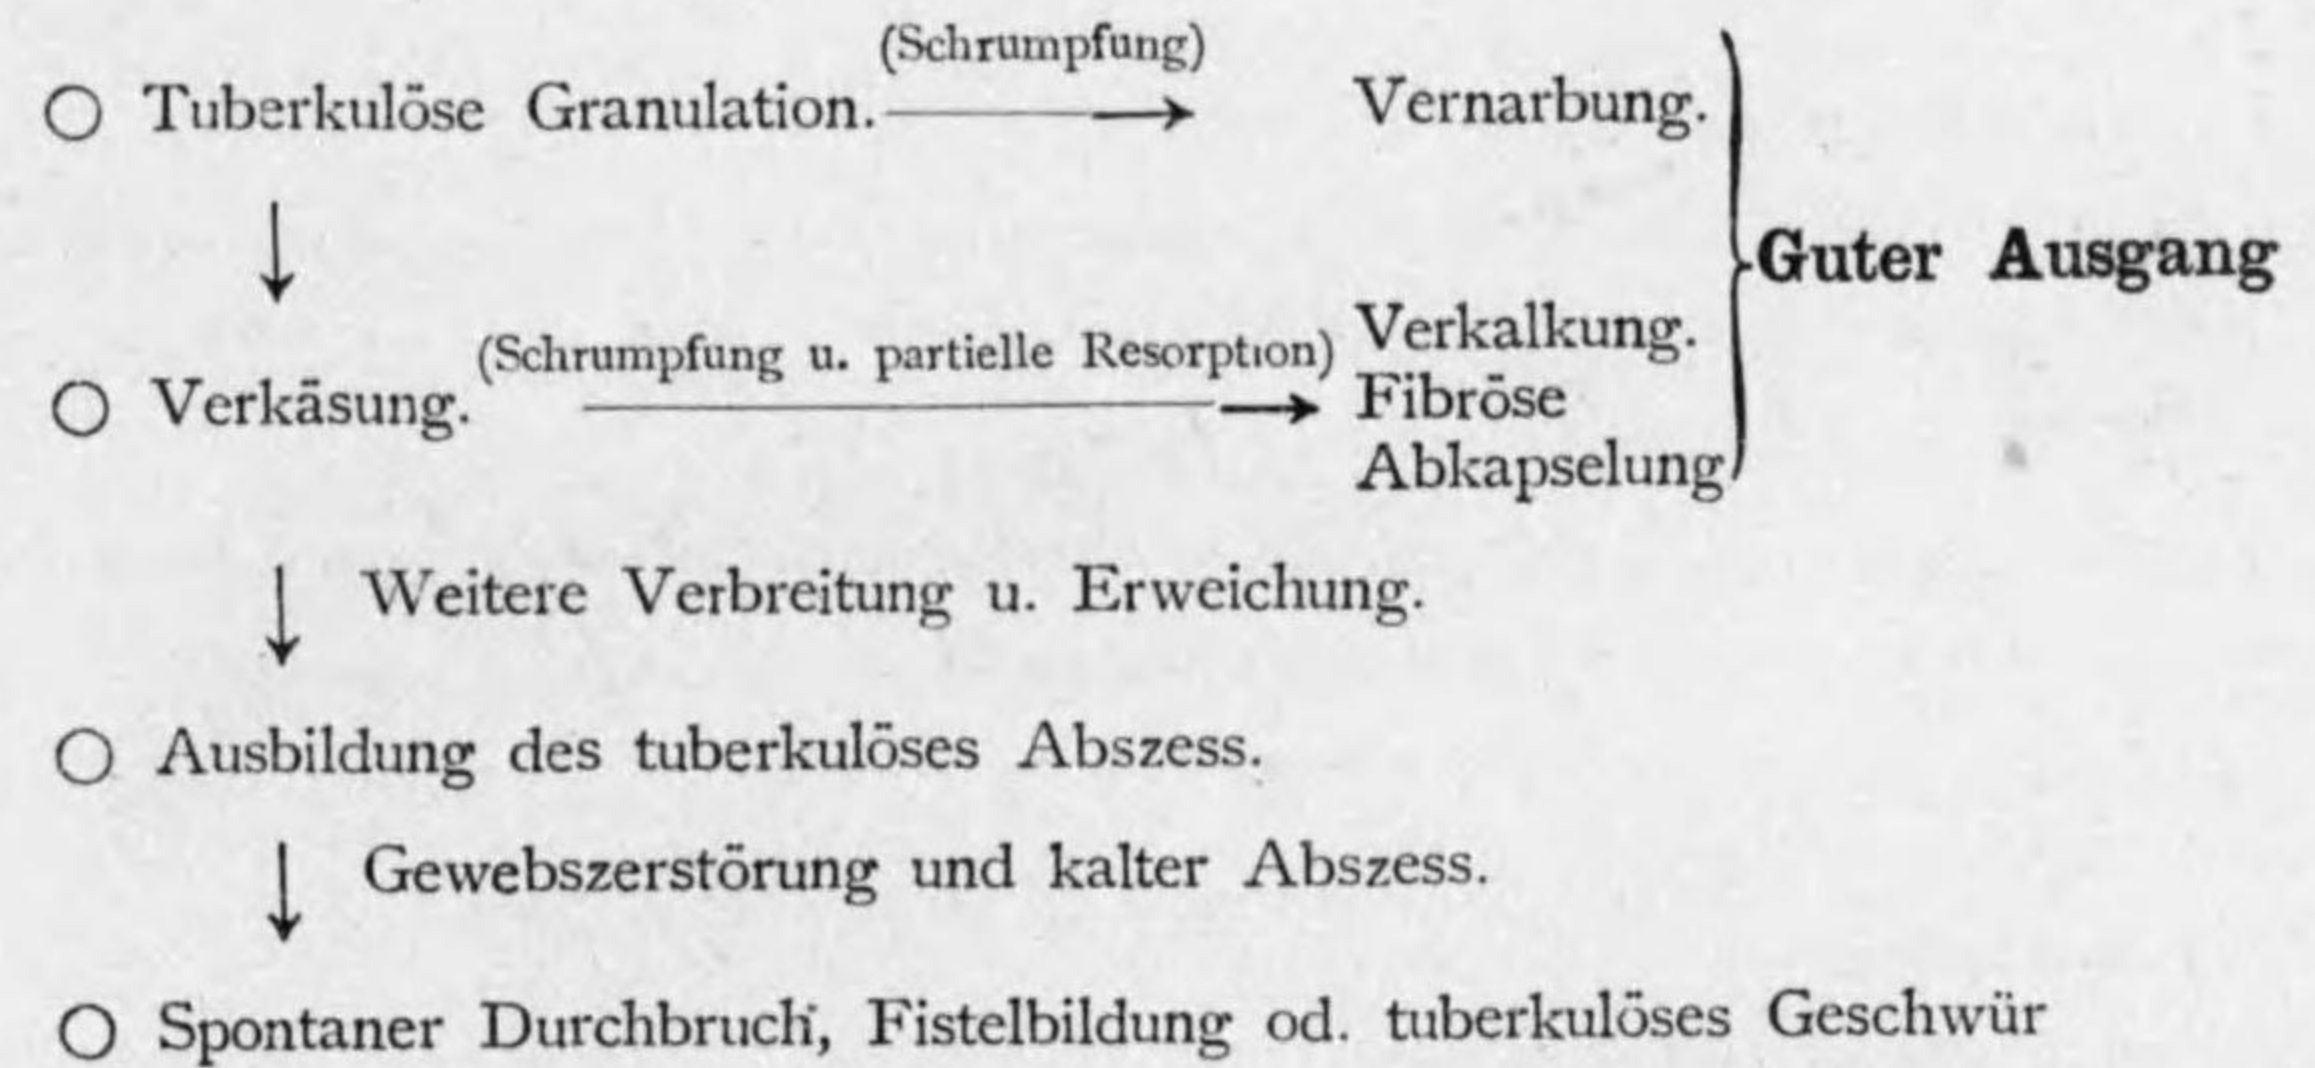 (Schrumpfung)
○ Tuberkulöse Granulation. Vernarbung.
Guter Ausgang
(Schrumpfung u. partielle Resorption) Verkalkung.
○ Verkäsung. Fibröse
Abkapselung
Weitere Verbreitung u. Erweichung.
○ Ausbildung des tuberkulöses Abszess.
Gewebszerstörung und kalter Abszess.
○ Spontaner Durchbruch, Fistelbildung od. tuberkulöses Geschwür